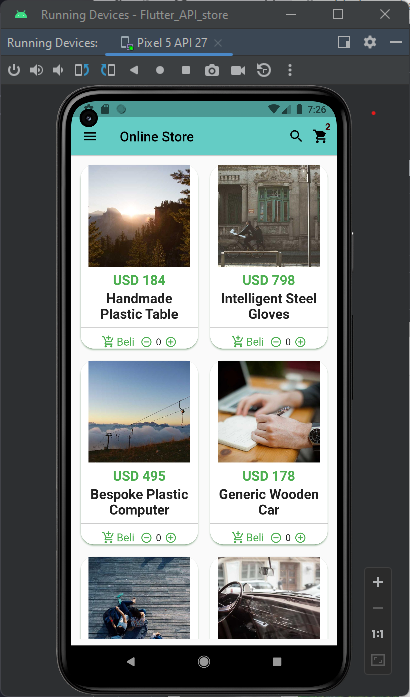 Running Devices - Flutter_API_store
Running Devices: Pixel 5 API 27
7:26
Online Store
2
USD 184
Handmade
Plastic Table
Beli 0
USD 798
Intelligent Steel
Gloves
Beli 0
USD 495
Bespoke Plastic
Computer
Beli 0
USD 178
Generic Wooden
Car
Beli 0
1:1